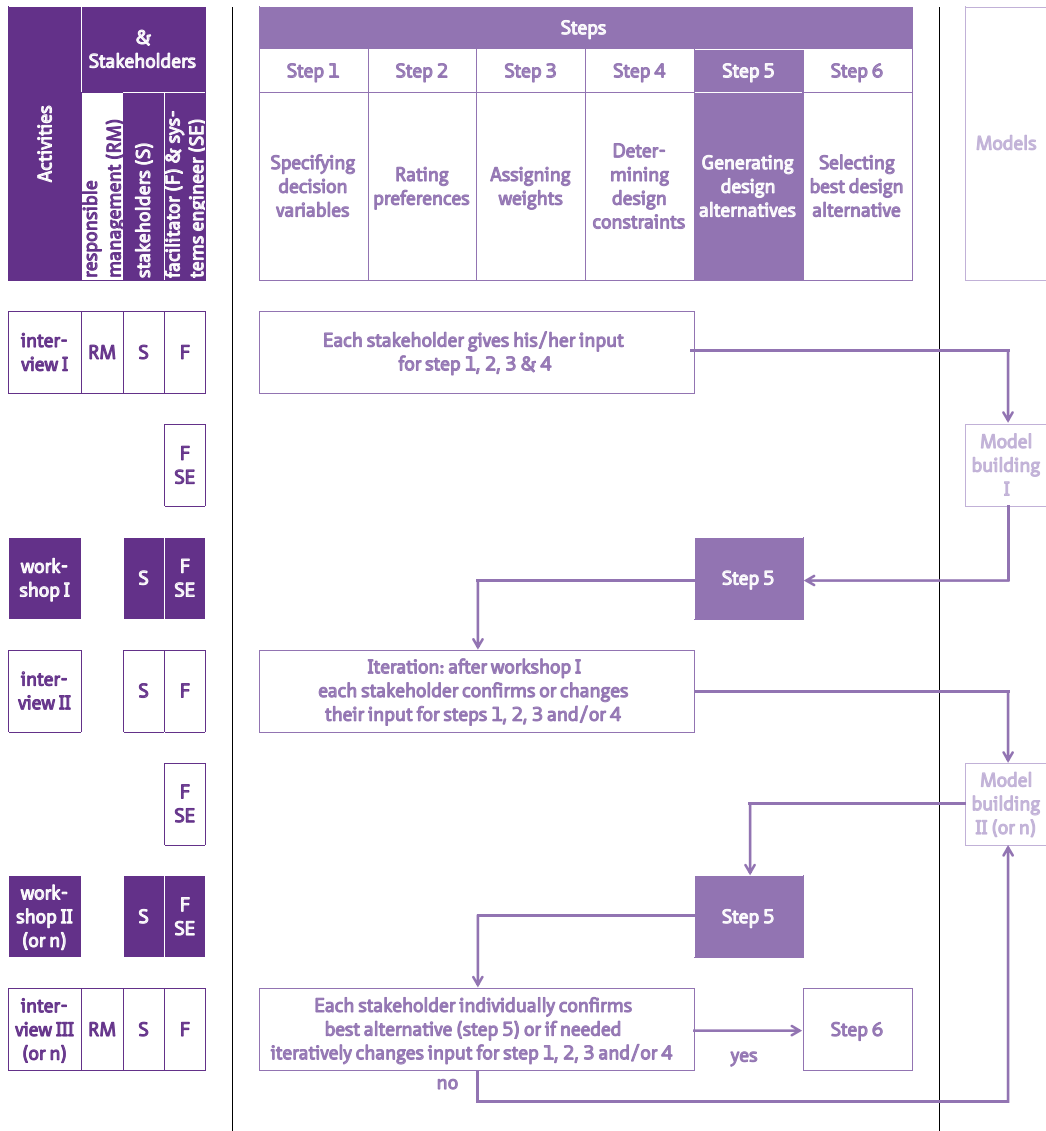 Activities
&
Stakeholders
responsible
management (RM)
stakeholders (S)
facilitator (F) & sys-
tems engineer (SE)
Steps
Step 1
Step 2
Step 3
Step 4
Step 5
Step 6
Specifying
decision
variables
Rating
preferences
Assigning
weights
Deter-
mining
design
constraints
Generating
design
alternatives
Selecting
best design
alternative
Models
inter-
view I
RM
S
F
Each stakeholder gives his/her input
for step 1, 2, 3 & 4
F
SE
Model
building
I
work-
shop I
S
F
SE
Step 5
inter-
view II
S
F
Iteration: after workshop I
each stakeholder confirms or changes
their input for steps 1, 2, 3 and/or 4
F
SE
Model
building
II (or n)
work-
shop II
(or n)
S
F
SE
Step 5
inter-
view III
(or n)
RM
S
F
Each stakeholder individually confirms
best alternative (step 5) or if needed
iteratively changes input for step 1, 2, 3 and/or 4
yes
Step 6
no